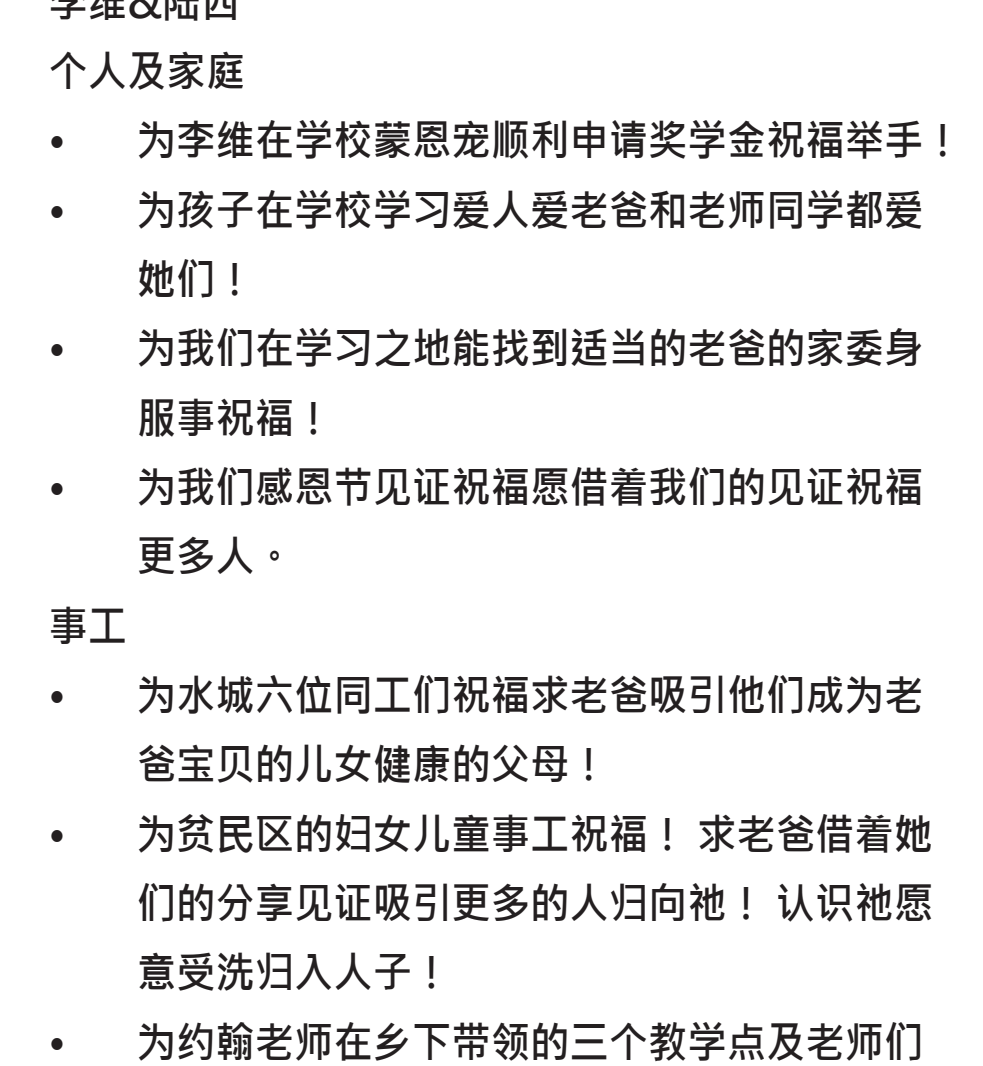 李维&陆西
个人及家庭
• 为李维在学校蒙恩宠顺利申请奖学金祝福举手！
• 为孩子在学校学习爱人爱老爸和老师同学都爱
她们！
• 为我们在学习之地能找到适当的老爸的家委身
服事祝福！
• 为我们感恩节见证祝福愿借着我们的见证祝福
更多人。
事工
• 为水城六位同工们祝福求老爸吸引他们成为老
爸宝贝的儿女健康的父母！
• 为贫民区的妇女儿童事工祝福！ 求老爸借着她
们的分享见证吸引更多的人归向祂！ 认识祂愿
意受洗归入人子！
• 为约翰老师在乡下带领的三个教学点及老师们